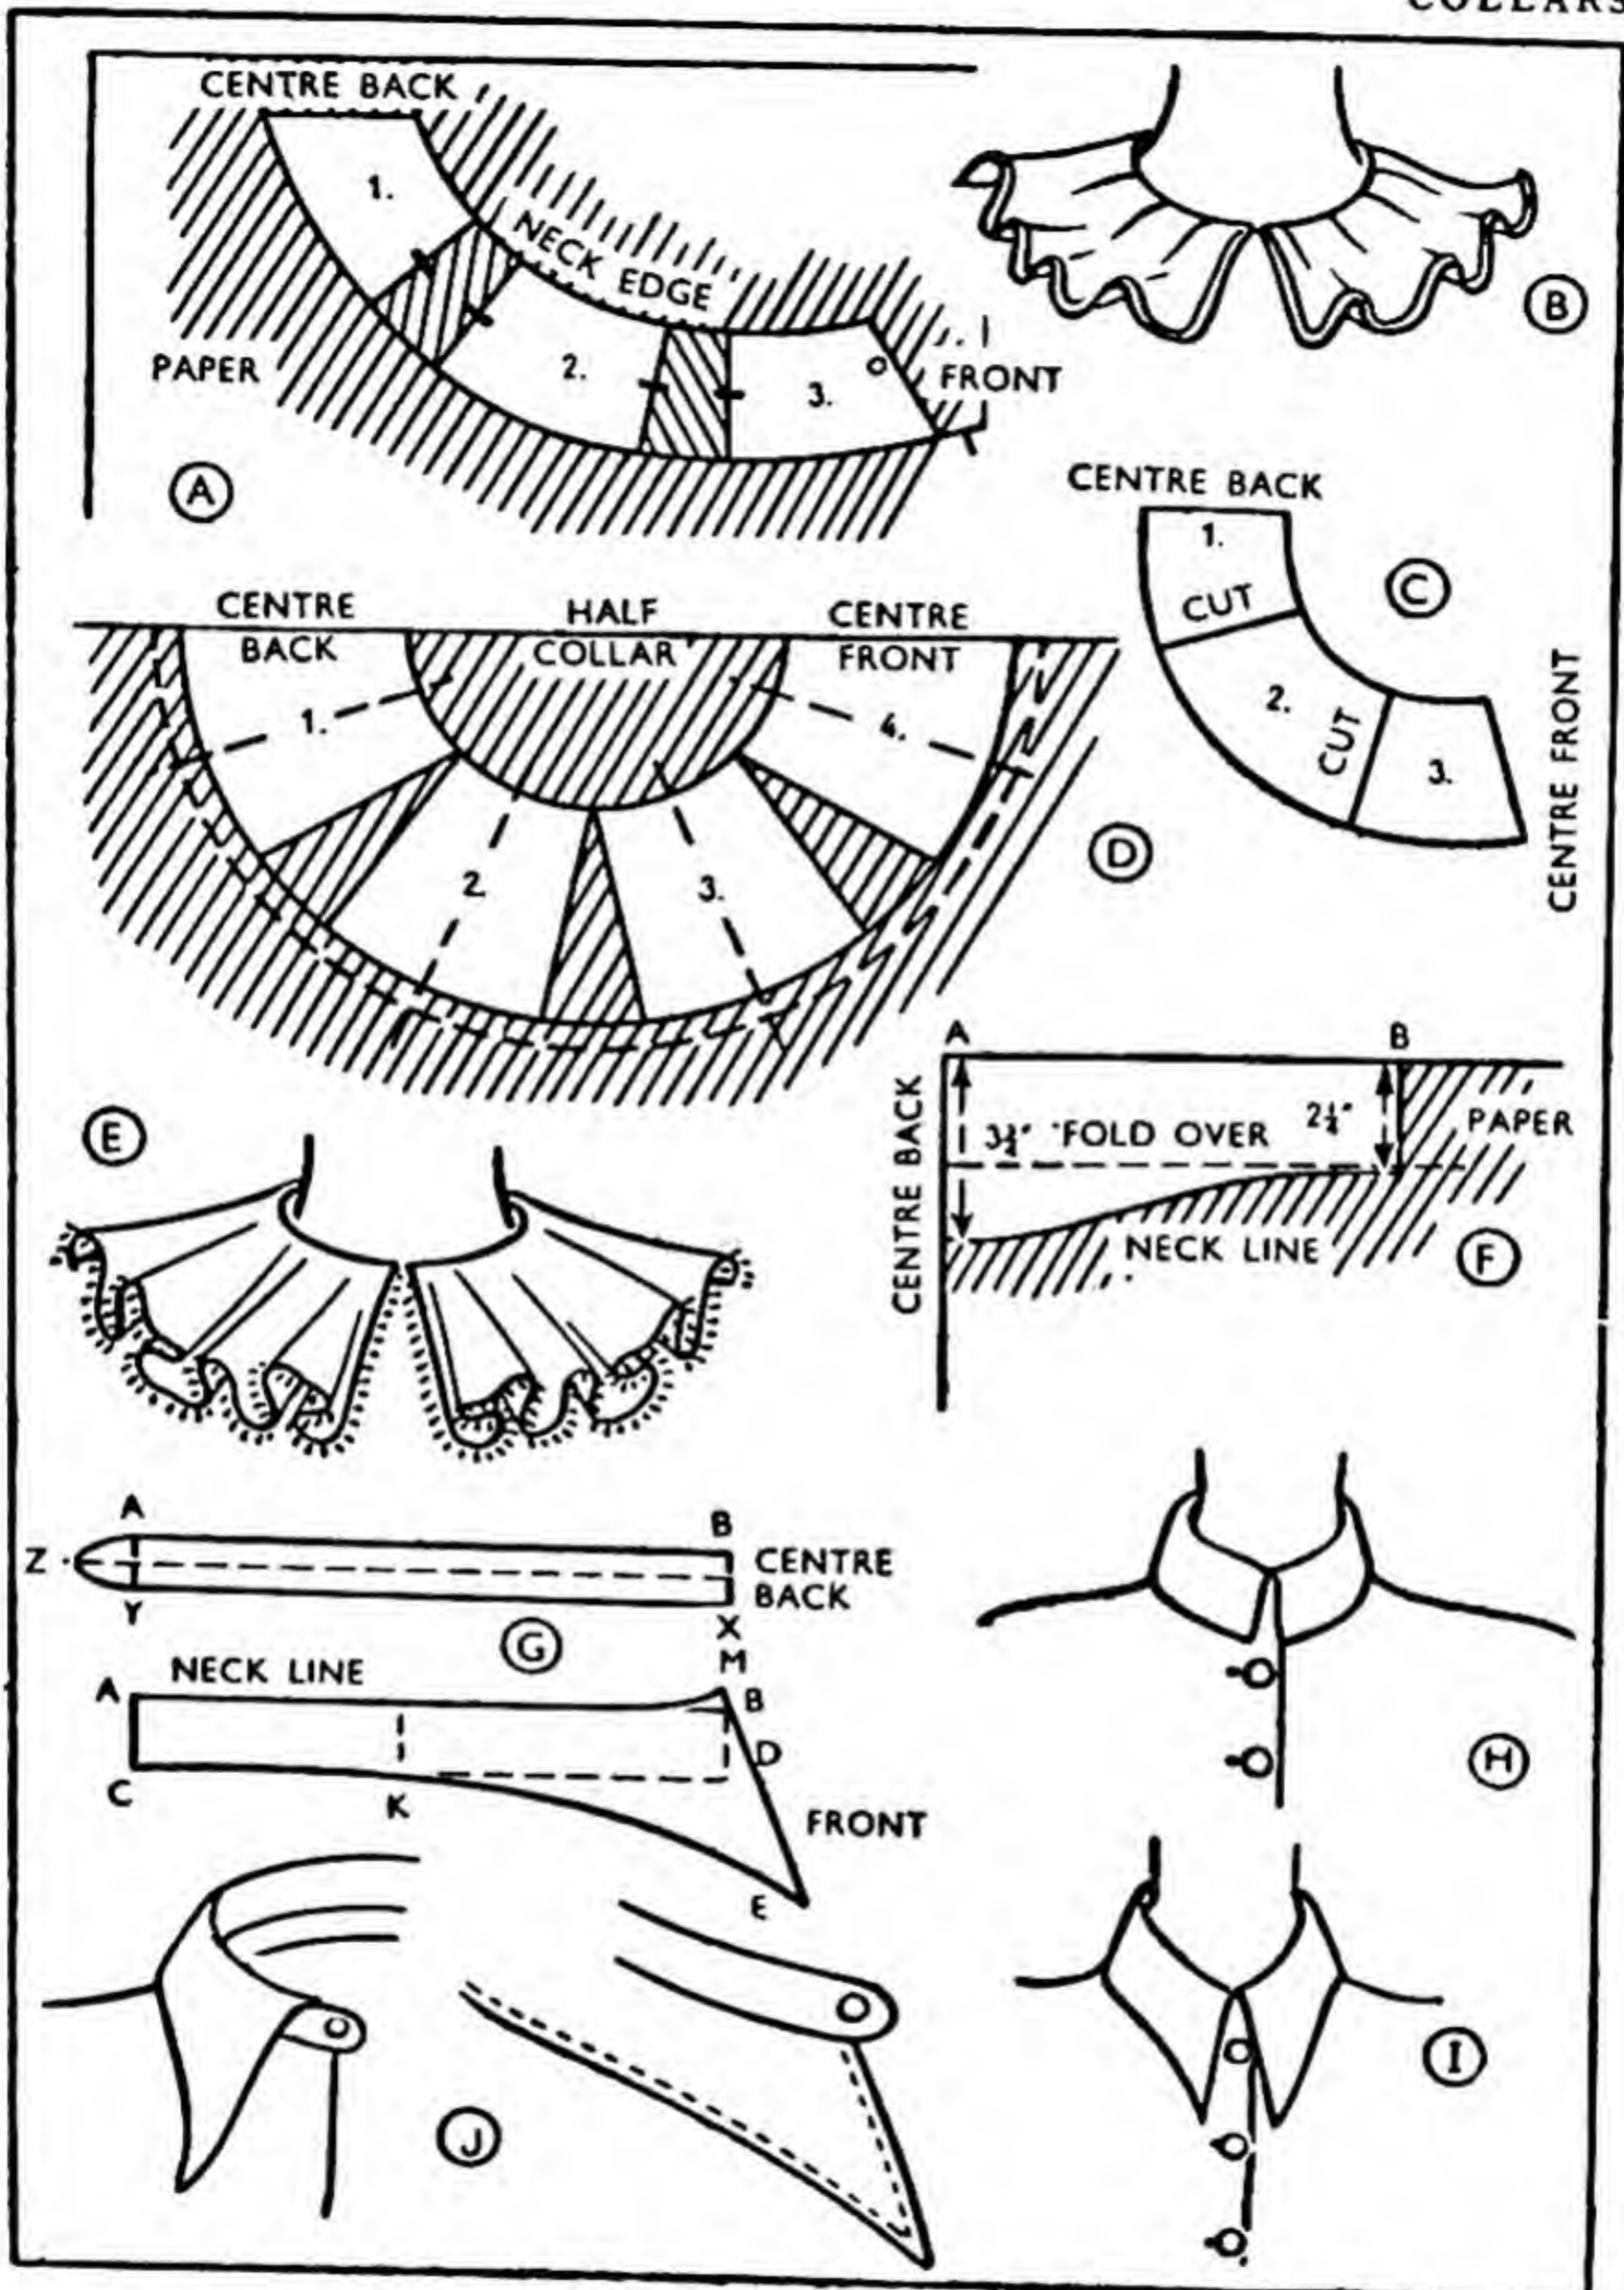 COLLARS
CENTRE BACK
1.
NECK EDGE
2.
3.
PAPER
FRONT
A
B
CENTRE BACK
1.
CUT
2.
CUT
3.
C
CENTRE FRONT
CENTRE
BACK
HALF
COLLAR
CENTRE
FRONT
1.
2
3.
4.
D
E
A
B
CENTRE BACK
FOLD OVER
2¼"
PAPER
NECK LINE
F
A
B
Z
CENTRE
BACK
Y
X
G
M
NECK LINE
A
B
D
C
K
FRONT
E
H
I
J